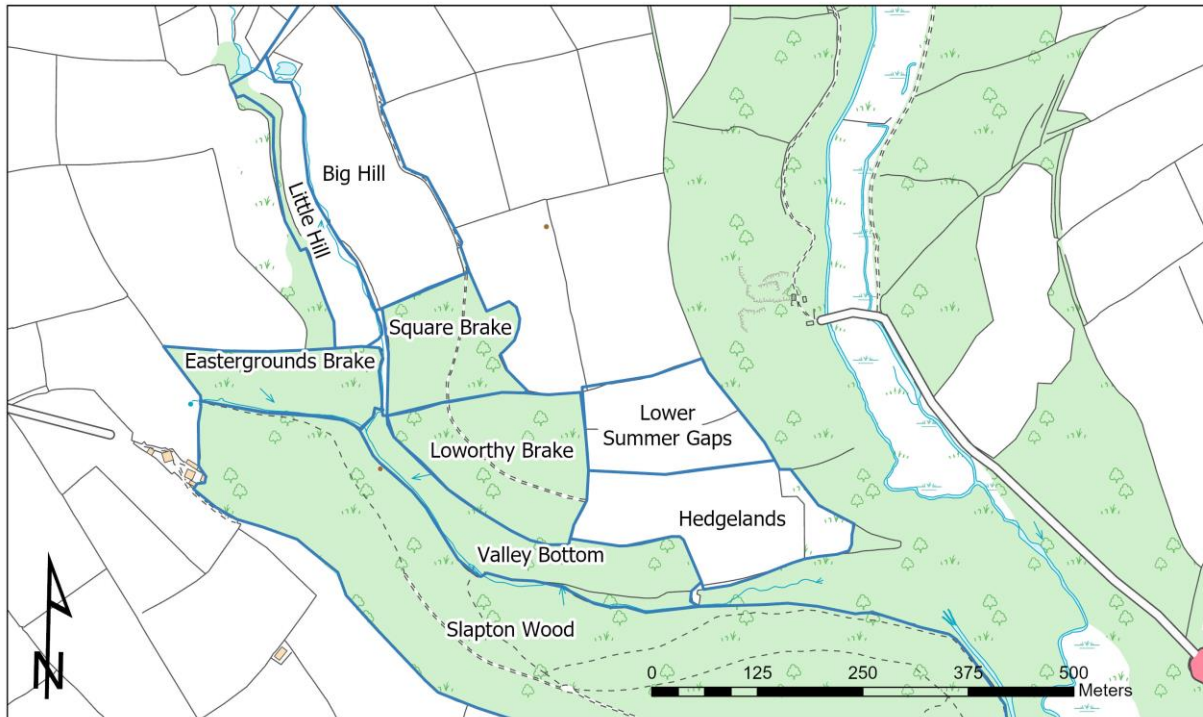 Big Hill
Little Hill
Square Brake
Eastergrounds Brake
Lower
Summer Gaps
Loworthy Brake
Hedgelands
Valley Bottom
Slapton Wood
N
0 125 250 375 500
Meters